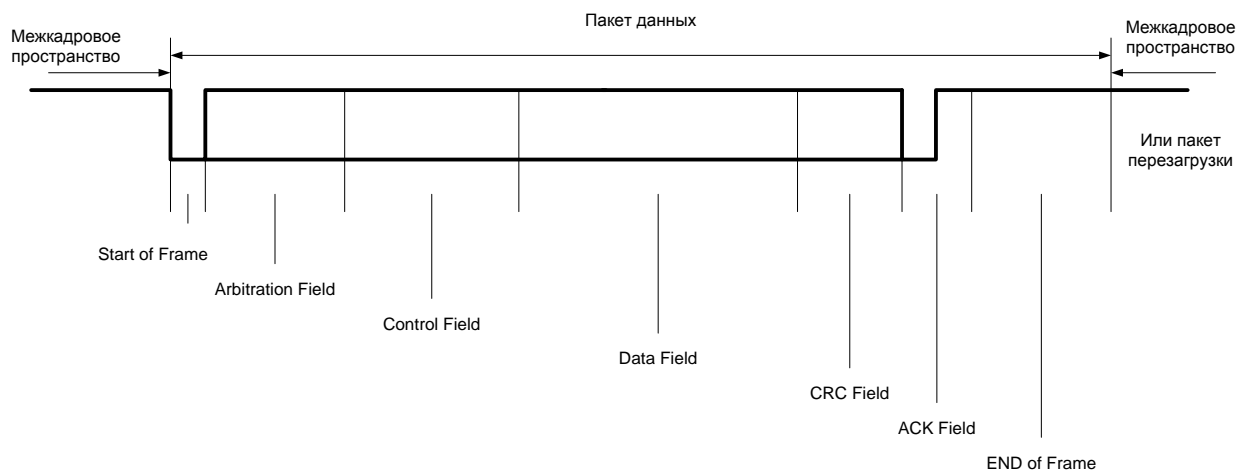 Пакет данных
Межкадровое
пространство
Межкадровое
пространство
Или пакет
перезагрузки
Start of Frame
Arbitration Field
Control Field
Data Field
CRC Field
ACK Field
END of Frame